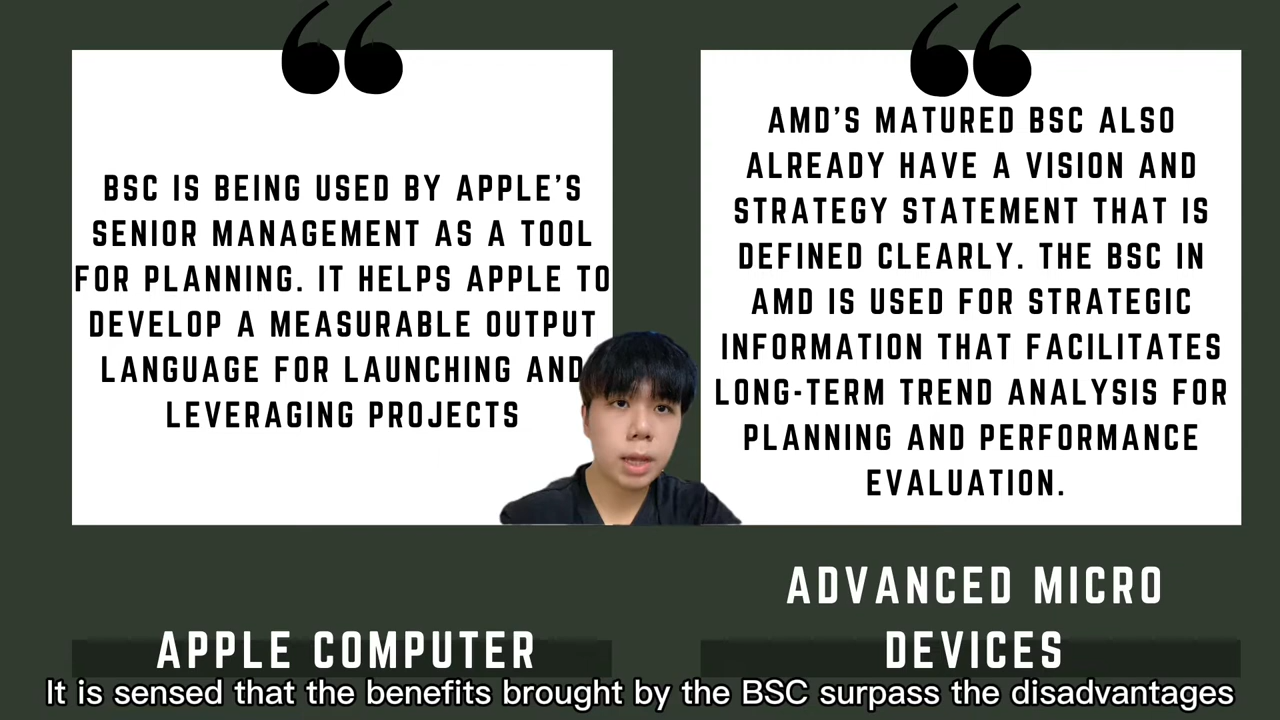 BSC IS BEING USED BY APPLE'S
SENIOR MANAGEMENT AS A TOOL
FOR PLANNING. IT HELPS APPLE TO
DEVELOP A MEASURABLE OUTPUT
LANGUAGE FOR LAUNCHING AND
LEVERAGING PROJECTS
APPLE COMPUTER
AMD'S MATURED BSC ALSO
ALREADY HAVE A VISION AND
STRATEGY STATEMENT THAT IS
DEFINED CLEARLY. THE BSC IN
AMD IS USED FOR STRATEGIC
INFORMATION THAT FACILITATES
LONG-TERM TREND ANALYSIS FOR
PLANNING AND PERFORMANCE
EVALUATION.
ADVANCED MICRO
DEVICES
It is sensed that the benefits brought by the BSC surpass the disadvantages